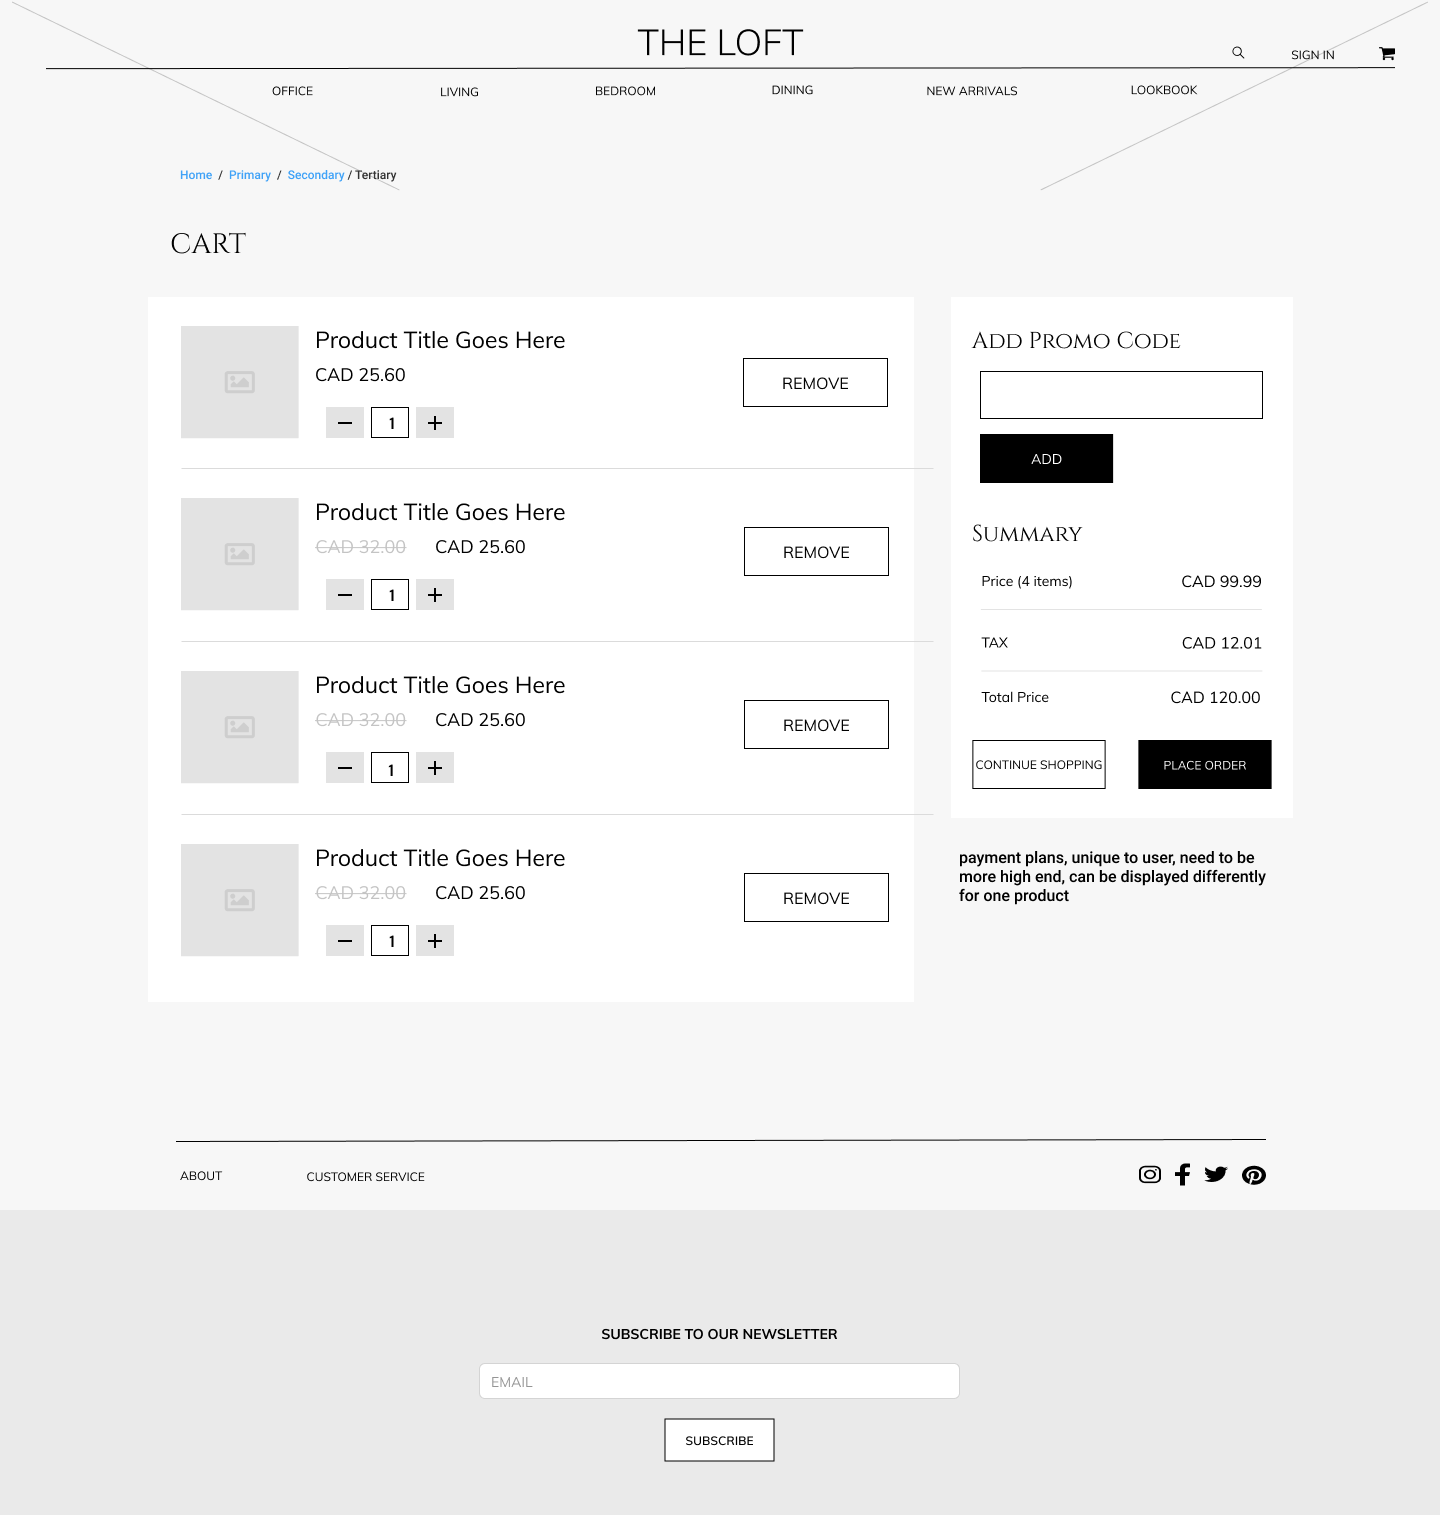 THE LOFT
SIGN IN
OFFICE LIVING BEDROOM DINING NEW ARRIVALS LOOKBOOK
Home / Primary / Secondary / Tertiary
CART
Product Title Goes Here
CAD 25.60
1
REMOVE
Product Title Goes Here
CAD 32.00 CAD 25.60
1
REMOVE
Product Title Goes Here
CAD 32.00 CAD 25.60
1
REMOVE
Product Title Goes Here
CAD 32.00 CAD 25.60
1
REMOVE
Add Promo Code
ADD
Summary
Price (4 items) CAD 99.99
TAX CAD 12.01
Total Price CAD 120.00
CONTINUE SHOPPING PLACE ORDER
payment plans, unique to user, need to be
more high end, can be displayed differently
for one product
ABOUT CUSTOMER SERVICE
SUBSCRIBE TO OUR NEWSLETTER
EMAIL
SUBSCRIBE